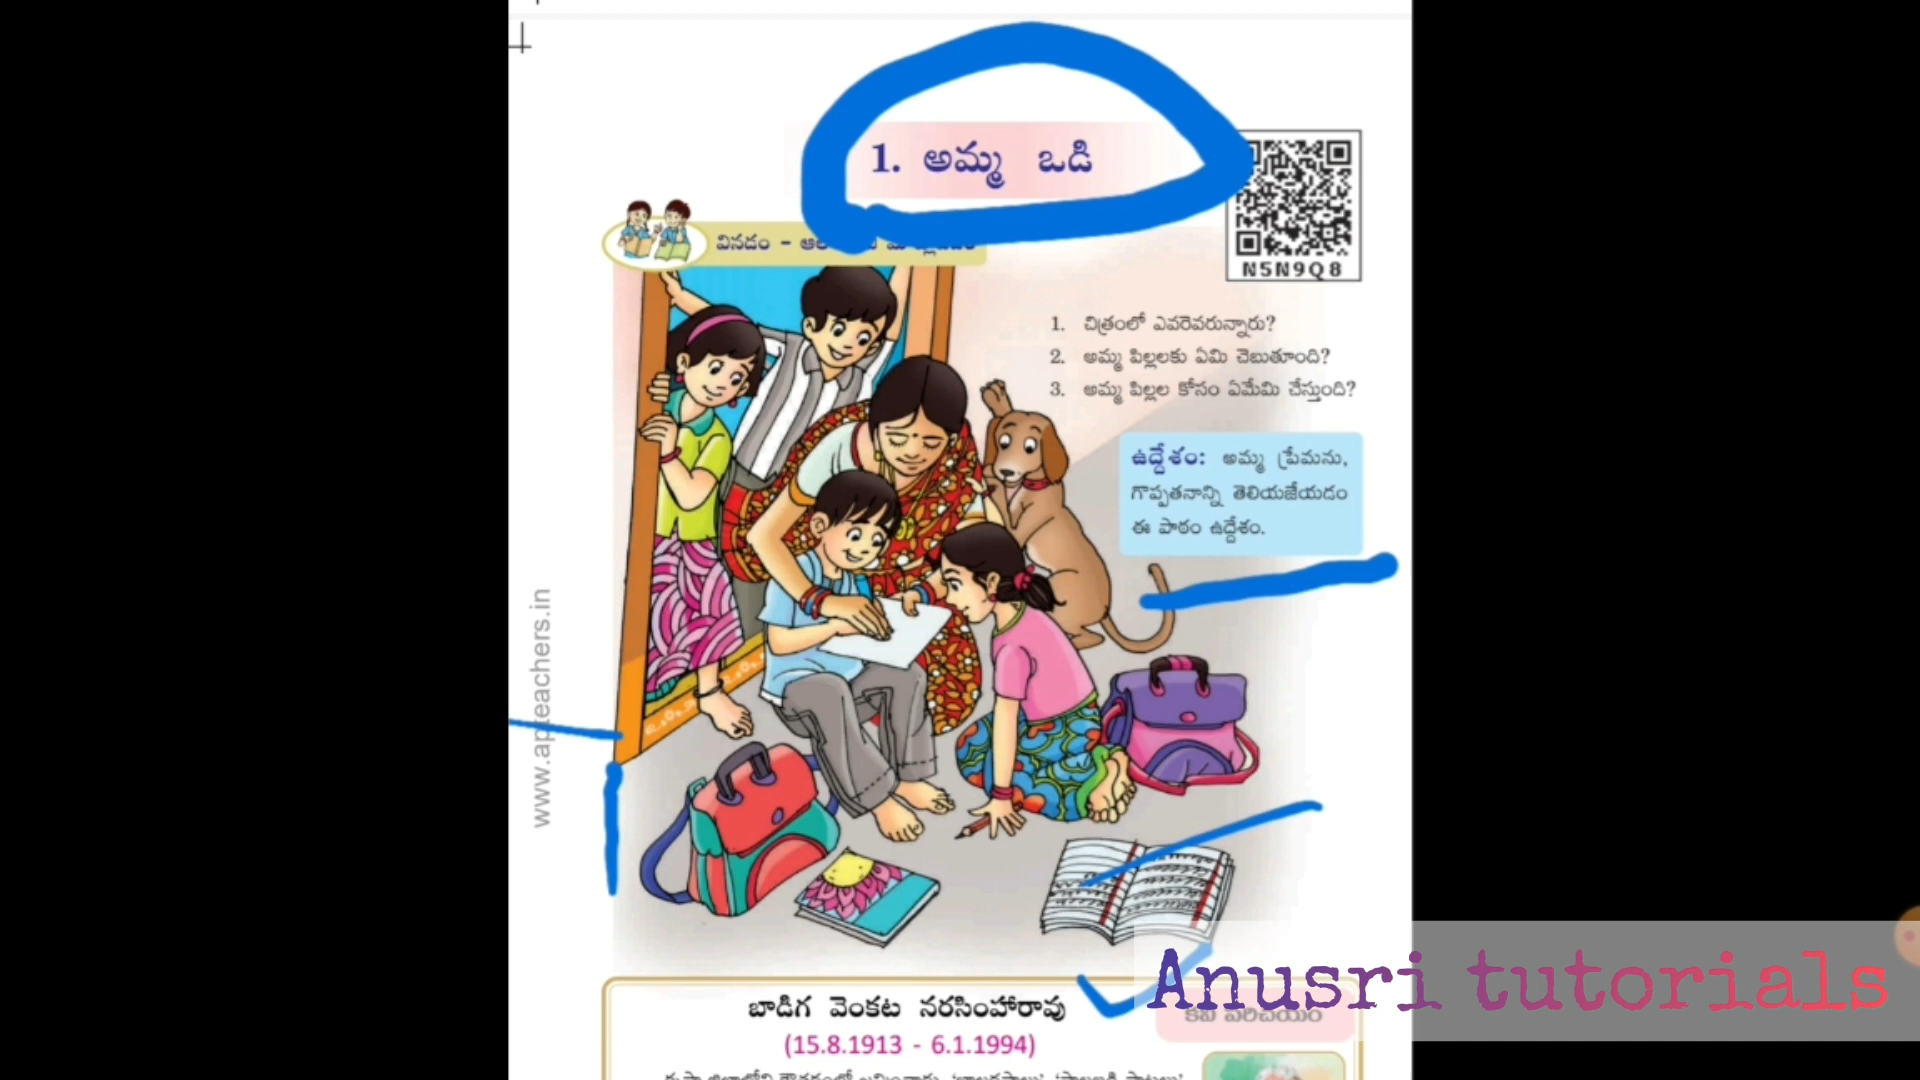 1. అమ్మ ఒడి
వినడం -
N5N9Q8
1. చిత్రంలో ఎవరెవరున్నారు?
2. అమ్మ పిల్లలకు ఏమి చెబుతూంది?
3. అమ్మ పిల్లల కోసం ఏమేమి చేస్తుంది?
ఉద్దేశం: అమ్మ ప్రేమను,
గొప్పతనాన్ని తెలియజేయడం
ఈ పాఠం ఉద్దేశం.
www.apteachers.in
Anusri tutorials
బాడిగ వెంకట నరసింహారావు
కవి పరిచయం
(15.8.1913 - 6.1.1994)